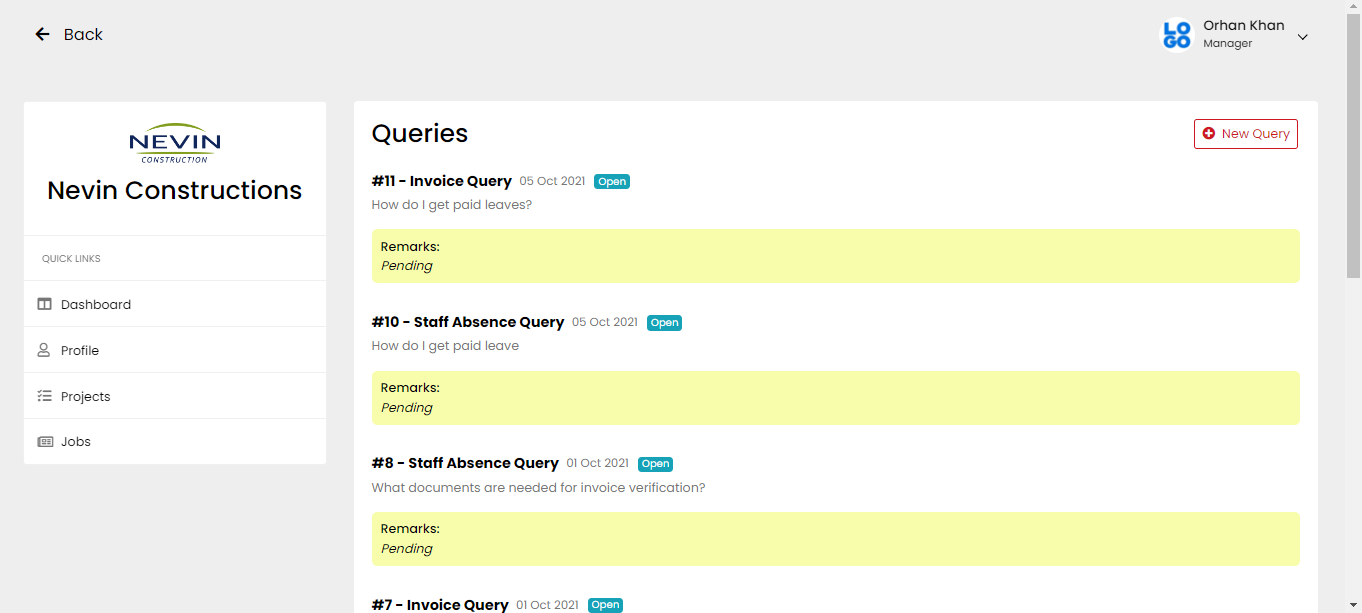 Back
LOGO
Orhan Khan
Manager
NEVIN
CONSTRUCTION
Nevin Constructions
QUICK LINKS
Dashboard
Profile
Projects
Jobs
Queries
New Query
#11 - Invoice Query 05 Oct 2021 Open
How do I get paid leaves?
Remarks:
Pending
#10 - Staff Absence Query 05 Oct 2021 Open
How do I get paid leave
Remarks:
Pending
#8 - Staff Absence Query 01 Oct 2021 Open
What documents are needed for invoice verification?
Remarks:
Pending
#7 - Invoice Query 01 Oct 2021 Open